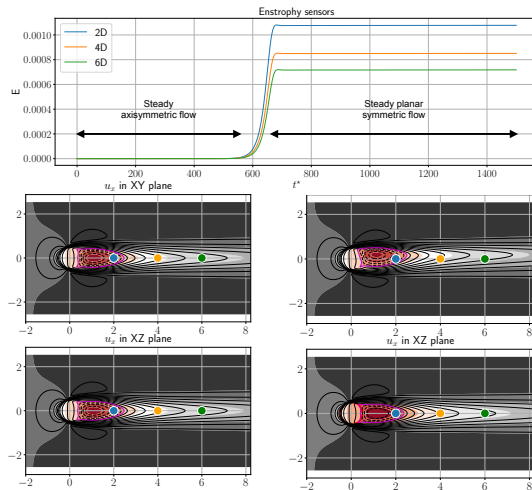 Enstrophy sensors
0.0010
0.0008
0.0006
0.0004
0.0002
0.0000
E
2D
4D
6D
Steady
axisymmetric flow
Steady planar
symmetric flow
0 200 400 600 800 1000 1200 1400
t*
u_x in XY plane
2
0
−2
−2 0 2 4 6 8
2
0
−2
−2 0 2 4 6 8
u_x in XZ plane
2
0
−2
−2 0 2 4 6 8
u_x in XZ plane
2
0
−2
−2 0 2 4 6 8